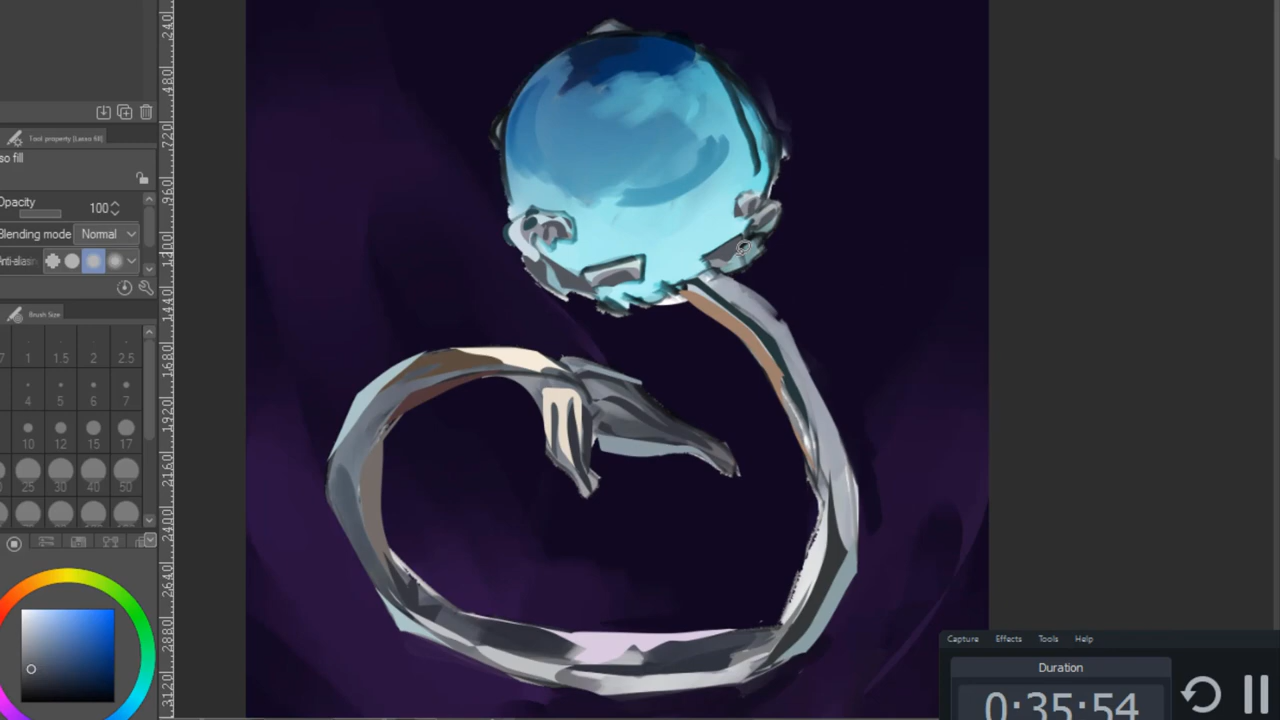 Tool property [Lasso fill]
so fill
Opacity 100
Blending mode Normal
Anti-aliasin
Brush Size
7 1 1.5 2 2.5
4 5 6 7
10 12 15 17
25 30 40 50
240
480
720
960
1200
1440
1680
1920
2160
2400
2640
2880
3120
Capture Effects Tools Help
Duration
0:35:54